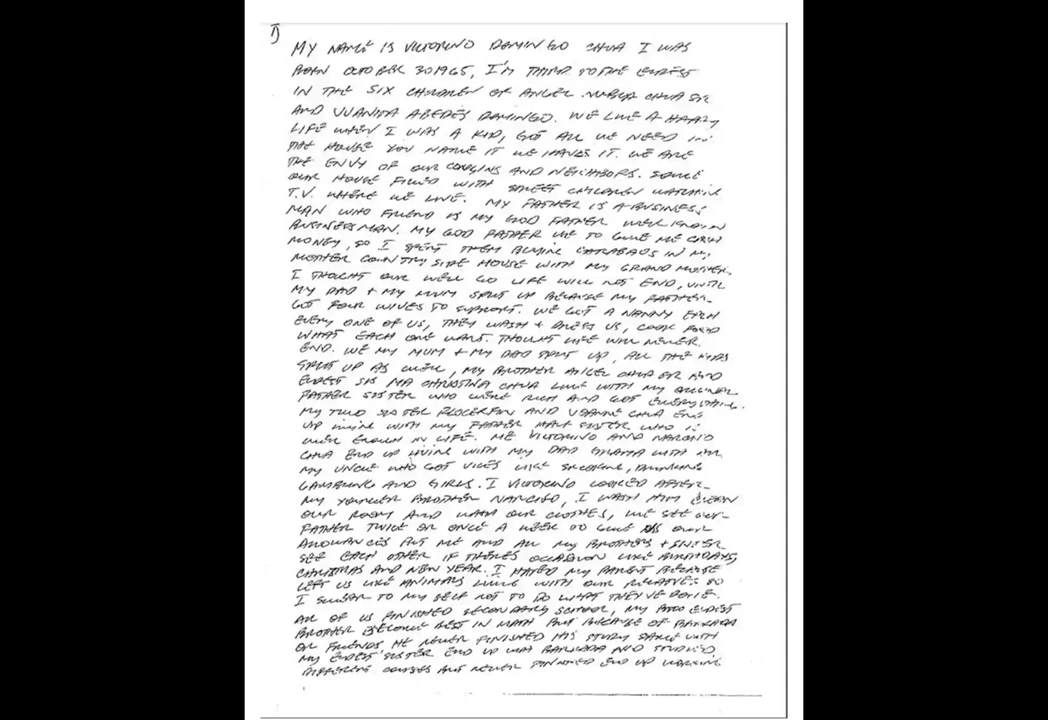 1)
MY NAME IS VICTORINO DOMINGO CHUA I WAS
BORN OCTOBER 30 1965, I'M THIRD TO THE ELDEST
IN THE SIX CHILDREN OF ANGEL CHUA SR
AND JUANITA DOMINGO. WE LIVE A HAPPY
LIFE WHEN I WAS A KID, GOT ALL WE NEED IN
THE HOUSE YOU NAME IT WE HAVE IT. WE ARE
THE ENVY OF OUR COUSINS AND NEIGHBORS.
OUR HOUSE FILLED WITH STREET CHILDREN WATCHING
T.V. WHERE WE LIVE. MY FATHER IS A BUSINESS
MAN WHO FRIEND IS MY GOD FATHER WELL KNOWN
BUSINESS MAN. MY GOD FATHER USE TO GIVE ME
MONEY, SO I SPENT THEM BUYING IN MY
MOTHER COUNTRY SIDE HOUSE WITH MY GRAND MOTHER.
I THOUGHT OUR LIFE WILL NOT END, UNTIL
MY DAD + MY MUM SPLIT UP BECAUSE MY FATHER
GOT FOUR WIVES TO SUPPORT. WE GOT A NANNY EACH
EVERY ONE OF US, THEY WASH + DRESS US, COOK FOOD
WHAT EACH ONE WANT. THOUGHT LIFE WILL NEVER
END. WE MY MUM + MY DAD SPLIT UP, ALL THE KIDS
SPLIT UP AS WELL, MY BROTHER ANGEL CHUA AND
ELDEST SIS MA CHRISTINA CHUA LIVE WITH MY
FATHER SISTER WHO WERE RICH AND GOT EVERYTHING.
MY TWO SISTER AND CHUA END
UP LIVING WITH MY FATHER HALF SISTER WHO IS
WELL ENOUGH IN LIFE. ME VICTORINO AND NARCISO
CHUA END UP LIVING WITH MY DAD WITH
MY UNCLE WHO GOT VICES LIKE SMOKING, DRINKING
GAMBLING AND GIRLS. I VICTORINO LOOKED AFTER
MY YOUNGER BROTHER NARCISO, I WASH HIM CLEAN
OUR ROOM AND WASH OUR CLOTHES, WE SEE OUR
FATHER TWICE OR ONCE A WEEK TO GIVE US OUR
ALLOWANCES BUT ME AND ALL MY BROTHERS + SISTER
SEE EACH OTHER IF THERE'S OCCASION LIKE BIRTHDAYS,
CHRISTMAS AND NEW YEAR. I HATED MY PARENT BECAUSE
LEFT US LIKE ANIMALS LIVING WITH OUR RELATIVES SO
I SWEAR TO MY SELF NOT TO DO WHAT THEY'VE DONE.
ALL OF US FINISHED SECONDARY SCHOOL, MY ELDEST
BROTHER BECOME BEST IN MATH BUT BECAUSE OF BARKADA
OR FRIENDS HE NEVER FINISHED HIS STUDY SAME WITH
MY ELDEST SISTER END UP WITH BARKADA AND STUDIED
DIFFERENT COURSES BUT NEVER FINISHED END UP WORKING